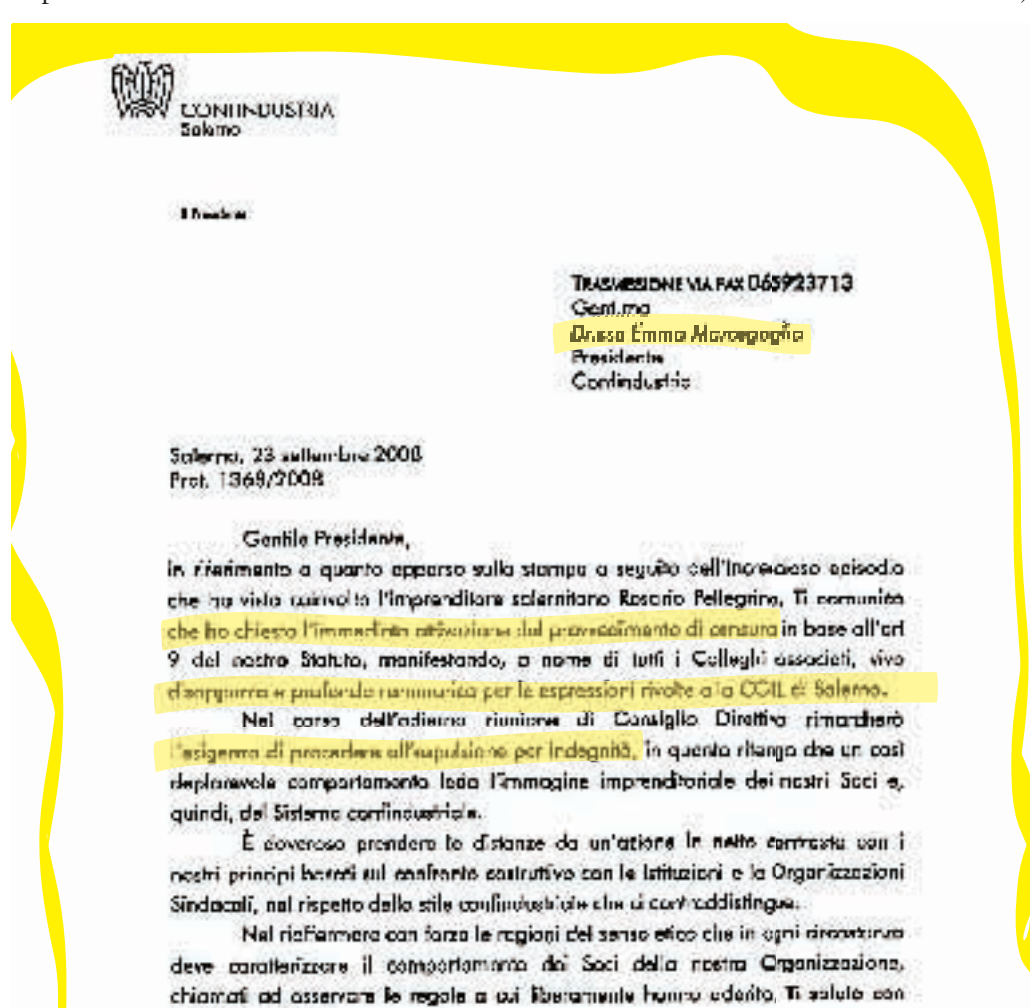 CONFINDUSTRIA
Salerno
Il Presidente
TRASMISSIONE VIA FAX 065923713
Gent.ma
Dr.ssa Emma Marcegaglia
Presidente
Confindustria
Salerno, 23 settembre 2008
Prot. 1368/2008
Gentile Presidente,
in riferimento a quanto apparso sulla stampa a seguito dell'increscioso episodio
che ha visto coinvolto l'imprenditore salernitano Rosario Pellegrino, Ti comunico
che ho chiesto l'immediata attivazione del provvedimento di censura in base all'art
9 del nostro Statuto, manifestando, a nome di tutti i Colleghi associati, vivo
disappunto e profondo rammarico per le espressioni rivolte alla CGIL di Salerno.
Nel corso dell'odierna riunione di Consiglio Direttivo rimarcherò
l'esigenza di procedere all'espulsione per indegnità, in quanto ritengo che un così
deplorevole comportamento leda l'immagine imprenditoriale dei nostri Soci e,
quindi, del Sistema confindustriale.
È doveroso prendere le distanze da un'azione in netto contrasto con i
nostri principi basati sul confronto costruttivo con le Istituzioni e le Organizzazioni
Sindacali, nel rispetto dello stile confindustriale che ci contraddistingue.
Nel riaffermare con forza le ragioni del senso etico che in ogni circostanza
deve caratterizzare il comportamento dei Soci della nostra Organizzazione,
chiamati ad osservare le regole a cui liberamente hanno aderito, Ti saluto con